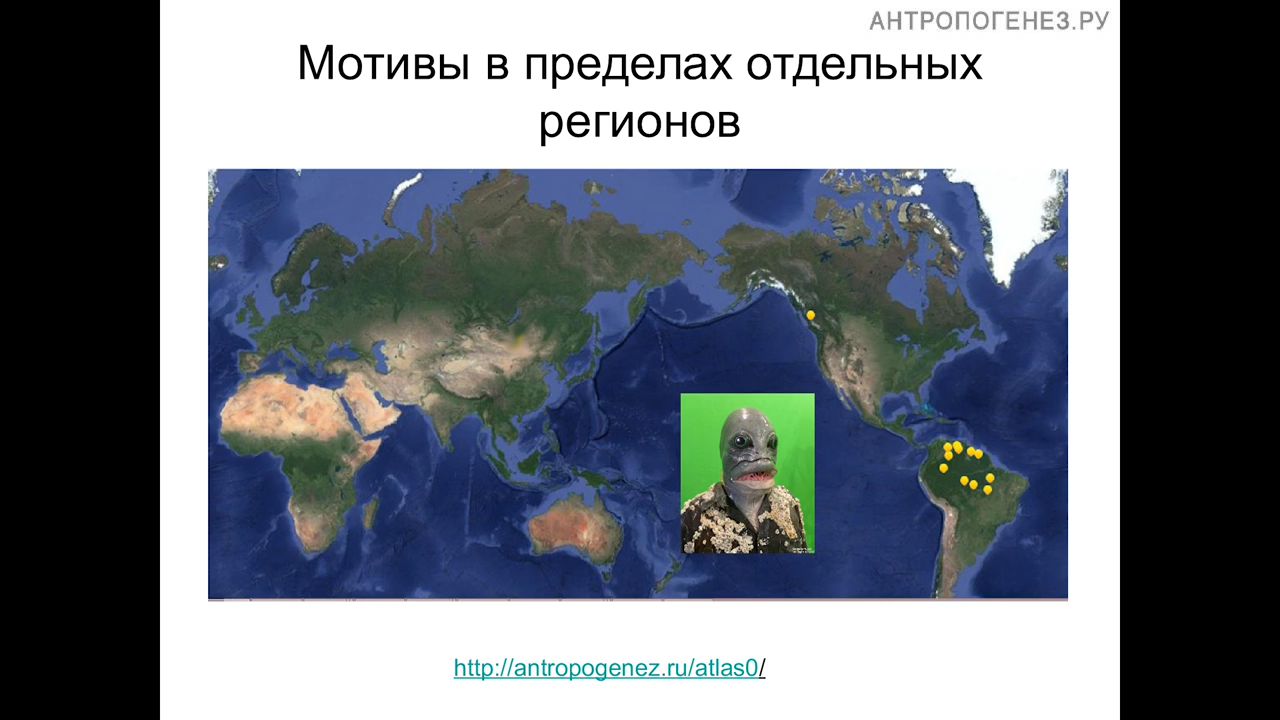 АНТРОПОГЕНЕЗ.РУ
Мотивы в пределах отдельных
регионов
http://antropogenez.ru/atlas0/